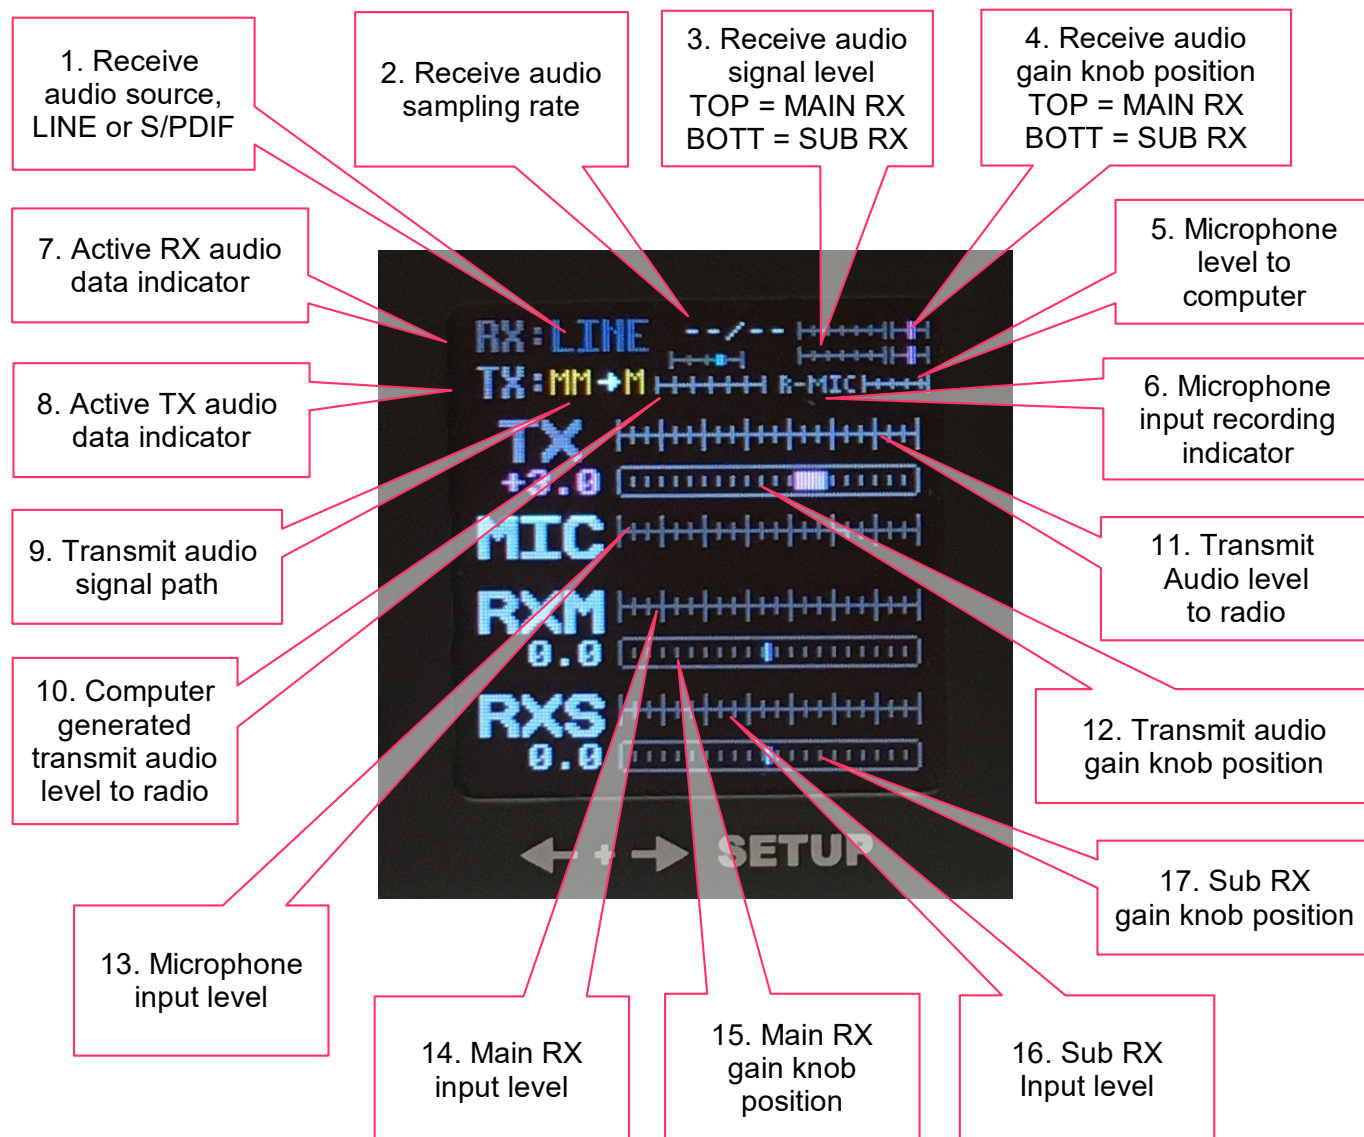 1. Receive
audio source,
LINE or S/PDIF
2. Receive audio
sampling rate
3. Receive audio
signal level
TOP = MAIN RX
BOTT = SUB RX
4. Receive audio
gain knob position
TOP = MAIN RX
BOTT = SUB RX
5. Microphone
level to
computer
7. Active RX audio
data indicator
8. Active TX audio
data indicator
6. Microphone
input recording
indicator
9. Transmit audio
signal path
11. Transmit
Audio level
to radio
10. Computer
generated
transmit audio
level to radio
12. Transmit audio
gain knob position
17. Sub RX
gain knob position
13. Microphone
input level
14. Main RX
input level
15. Main RX
gain knob
position
16. Sub RX
Input level
RX:LINE --/--
TX:MM→M R-MIC
TX
+3.0
MIC
RXM
0.0
RXS
0.0
←+→ SETUP